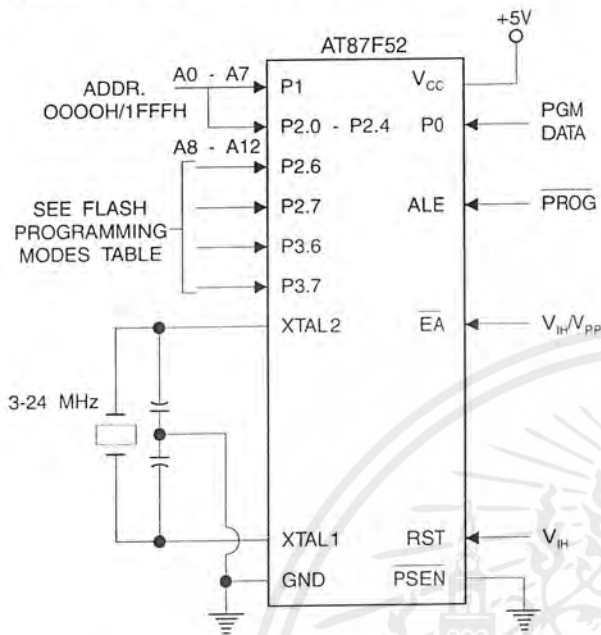 +5V
AT87F52
A0 - A7
ADDR.
OOOOH/1FFFH
P1
VCC
P2.0 - P2.4
P0
PGM
DATA
A8 - A12
P2.6
P2.7
ALE
PROG
SEE FLASH
PROGRAMMING
MODES TABLE
P3.6
P3.7
XTAL2
EA
VIH/VPP
3-24 MHz
XTAL1
RST
VIH
GND
PSEN